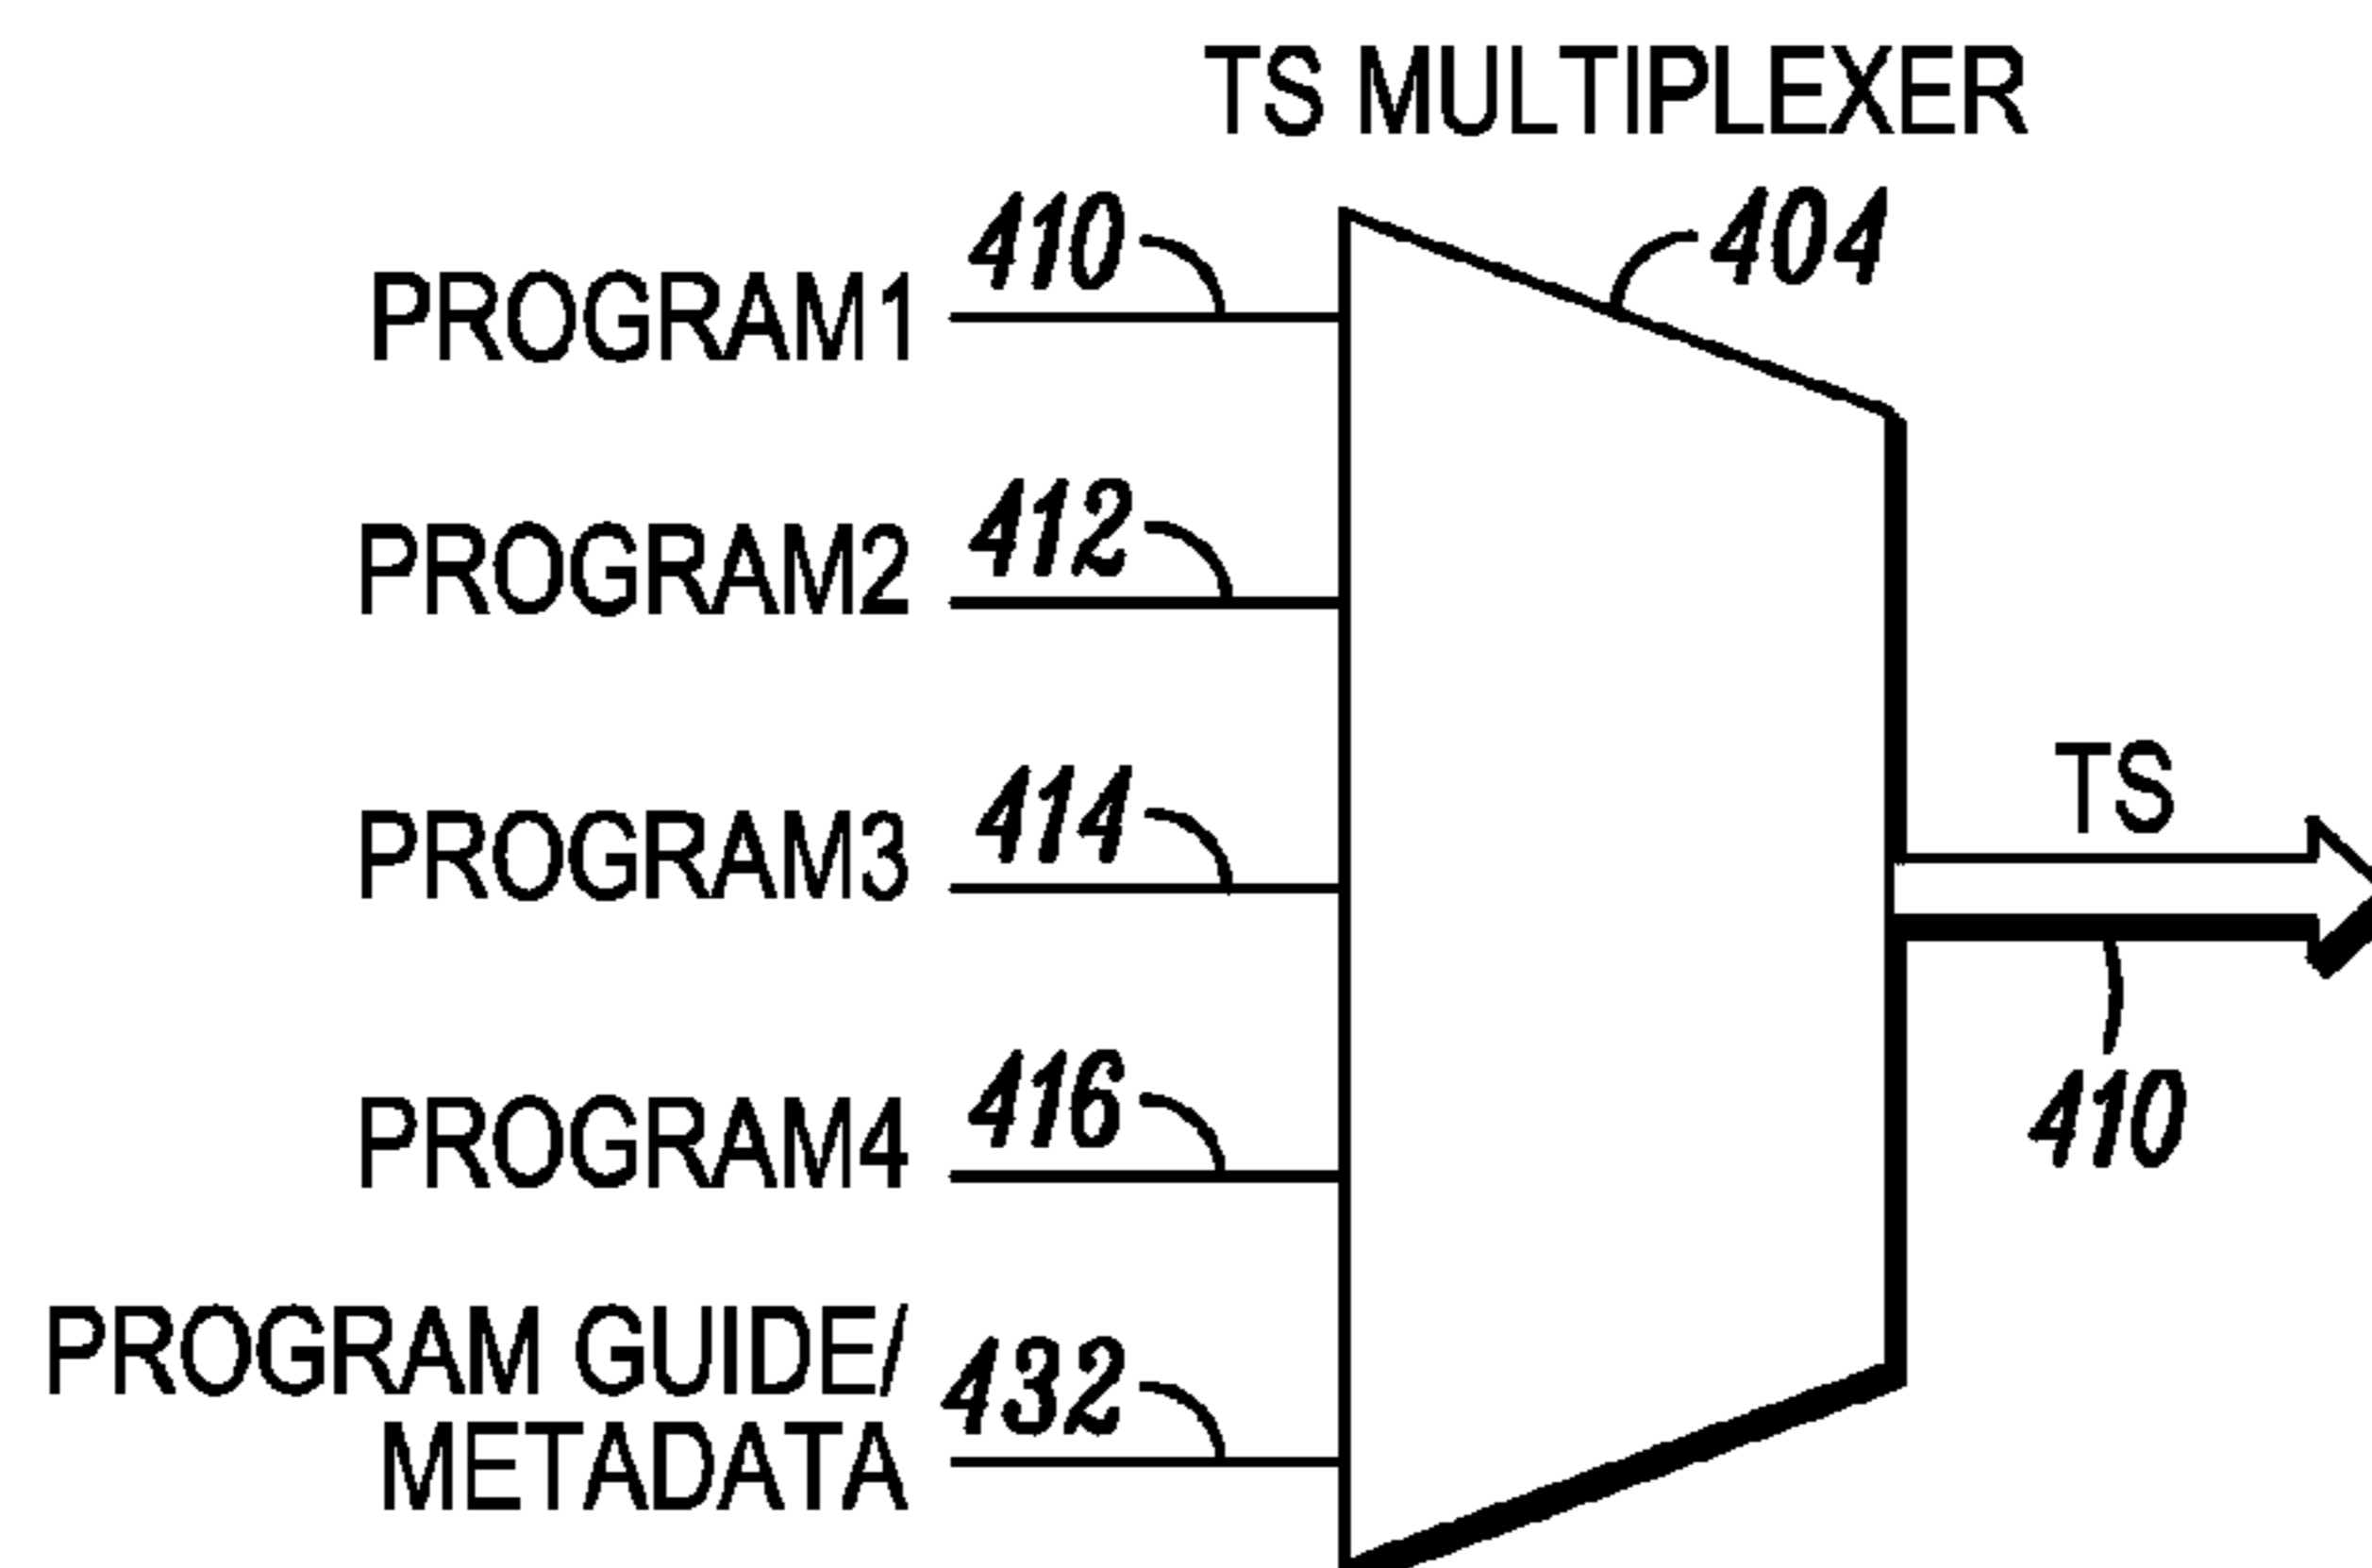 TS MULTIPLEXER
410
404
PROGRAM1
412
PROGRAM2
414
TS
PROGRAM3
416
410
PROGRAM4
PROGRAM GUIDE/
432
METADATA